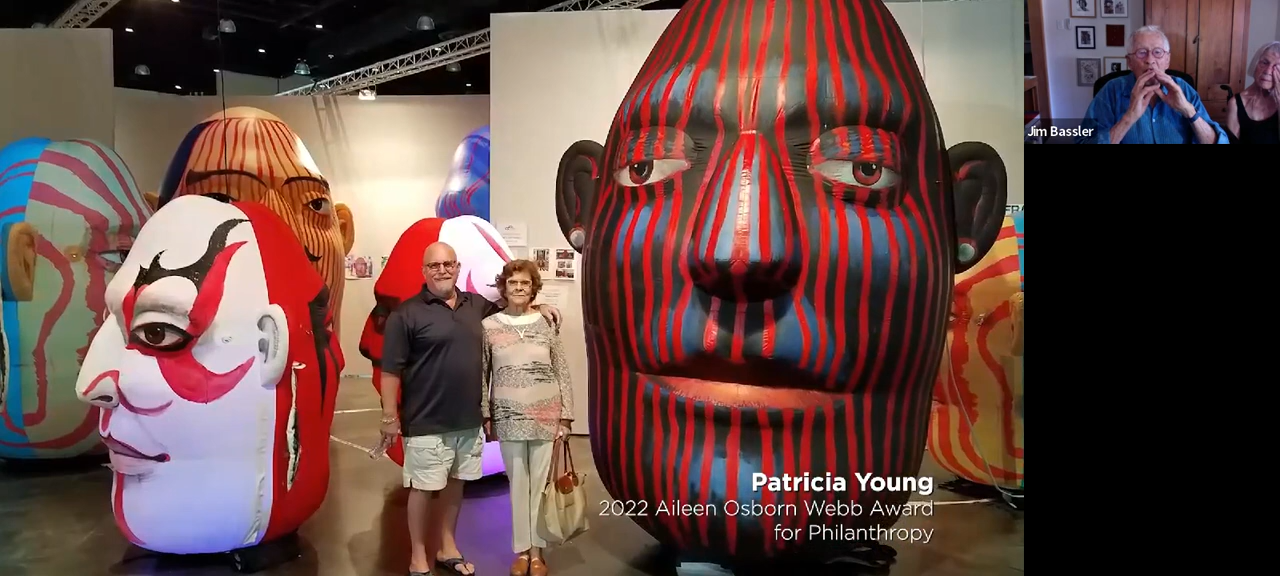 Jim Bassler
Patricia Young
2022 Aileen Osborn Webb Award
for Philanthropy